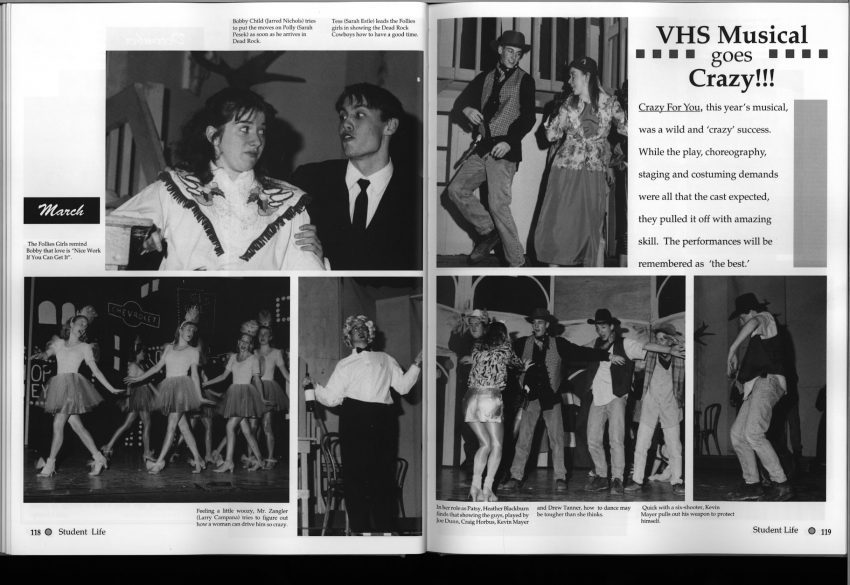 Bobby Child (Jarred Nichols) tries
to put the moves on Polly (Sarah
Pesek) as soon as he arrives in
Dead Rock.
Tess (Sarah Estle) leads the Follies
girls in showing the Dead Rock
Cowboys how to have a good time.
March
The Follies Girls remind
Bobby that love is "Nice Work
If You Can Get It".
CHEVROLET
Feeling a little woozy, Mr. Zangler
(Larry Campona) tries to figure out
how a woman can drive him so crazy.
118 Student Life
VHS Musical
goes
Crazy!!!
Crazy For You, this year's musical,
was a wild and 'crazy' success.
While the play, choreography,
staging and costuming demands
were all that the cast expected,
they pulled it off with amazing
skill. The performances will be
remembered as 'the best.'
In her role as Patsy, Heather Blackburn
finds that showing the guys, played by
Joe Dunn, Craig Horbus, Kevin Mayer
and Drew Tanner, how to dance may
be tougher than she thinks.
Quick with a six-shooter, Kevin
Mayer pulls out his weapon to protect
himself.
Student Life 119